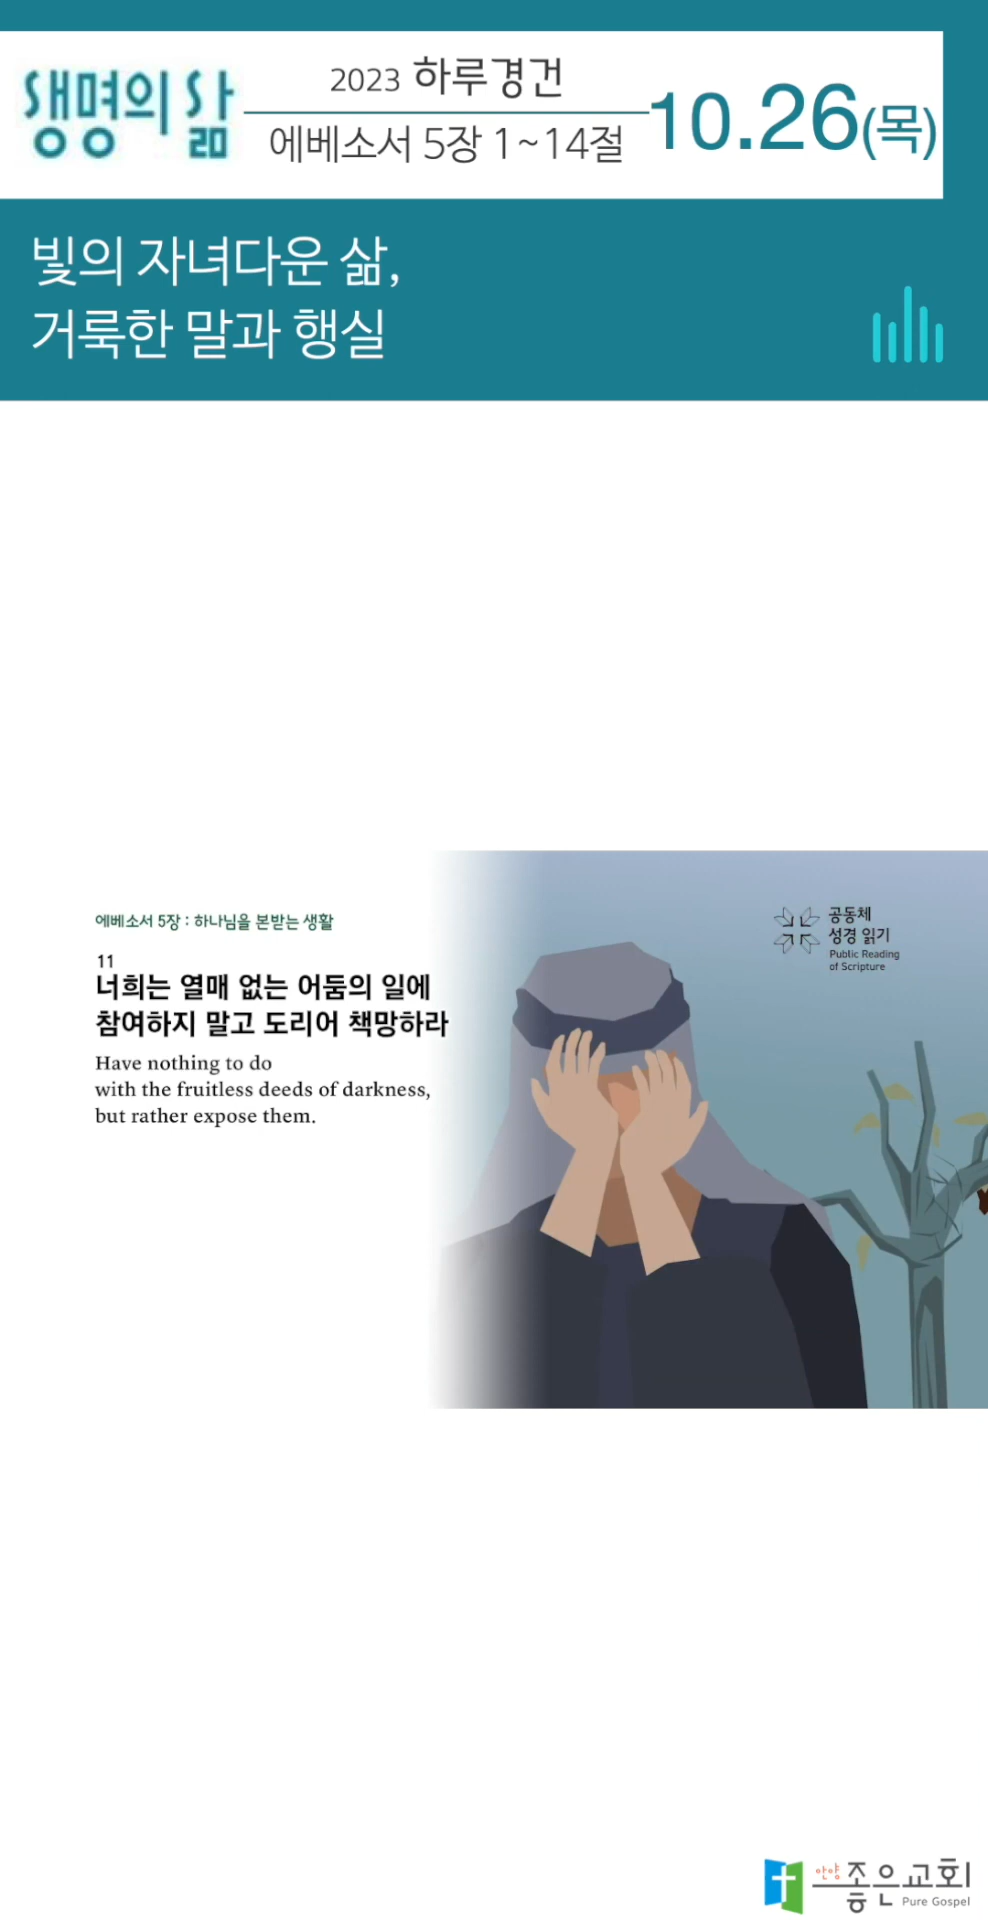 생명의 삶
2023 하루경건
에베소서 5장 1~14절
10.26(목)
빛의 자녀다운 삶,
거룩한 말과 행실
에베소서 5장 : 하나님을 본받는 생활
11
너희는 열매 없는 어둠의 일에
참여하지 말고 도리어 책망하라
Have nothing to do
with the fruitless deeds of darkness,
but rather expose them.
공동체
성경 읽기
Public Reading
of Scripture
안양 좋은교회
Pure Gospel